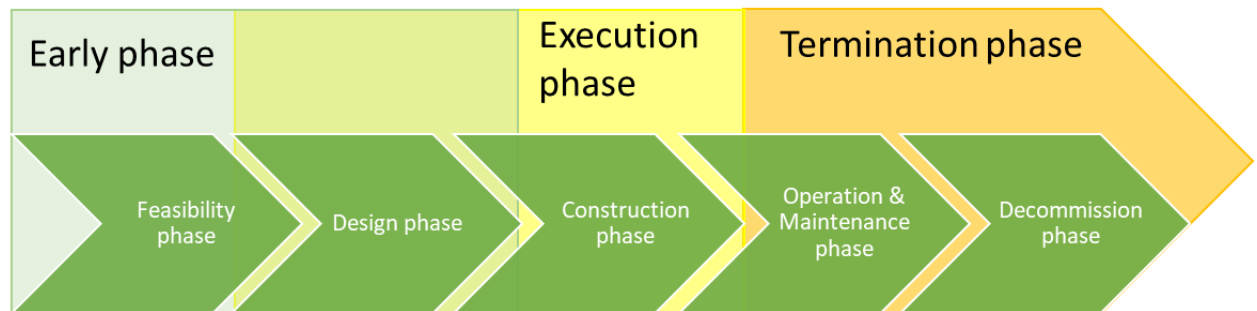 Early phase
Execution
phase
Termination phase
Feasibility
phase
Design phase
Construction
phase
Operation &
Maintenance
phase
Decommission
phase